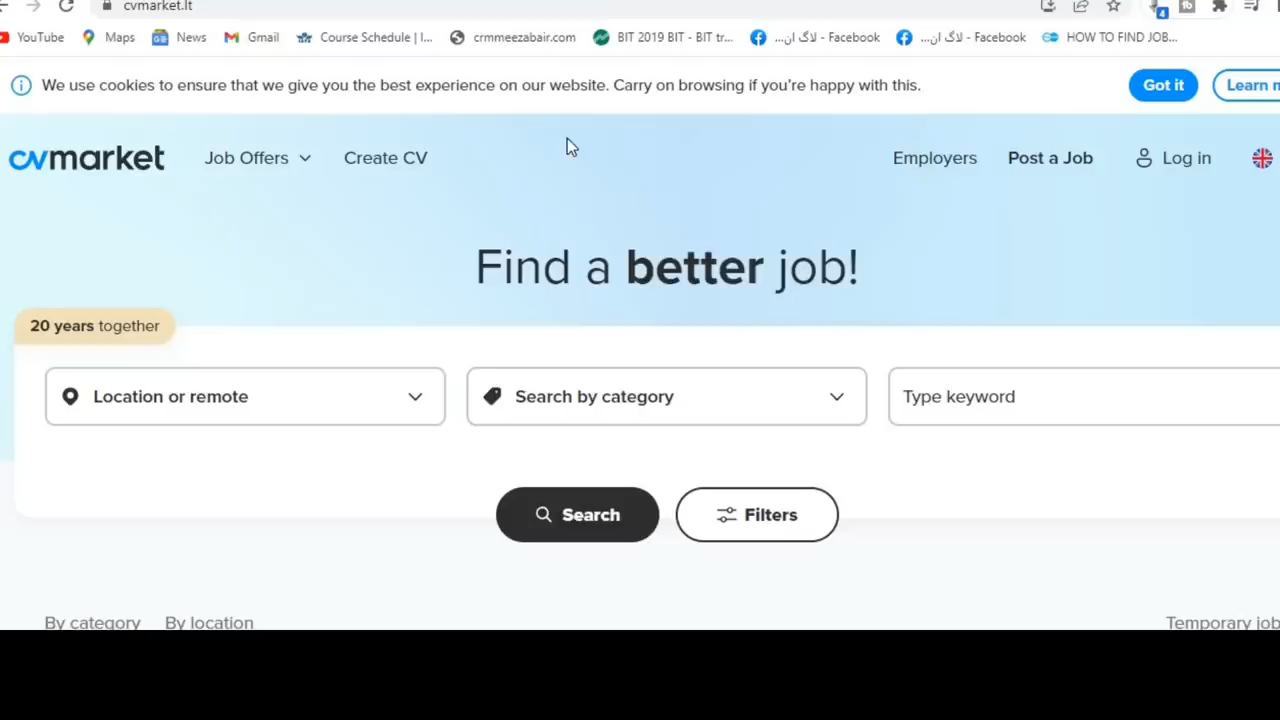 cvmarket.lt
4
YouTube Maps News Gmail Course Schedule | I... crmmeezabair.com BIT 2019 BIT - BIT tr... ...لاگ ان - Facebook ...لاگ ان - Facebook HOW TO FIND JOB...
We use cookies to ensure that we give you the best experience on our website. Carry on browsing if you're happy with this. Got it Learn
cvmarket Job Offers Create CV Employers Post a Job Log in
Find a better job!
20 years together
Location or remote Search by category Type keyword
Search Filters
By category By location Temporary job